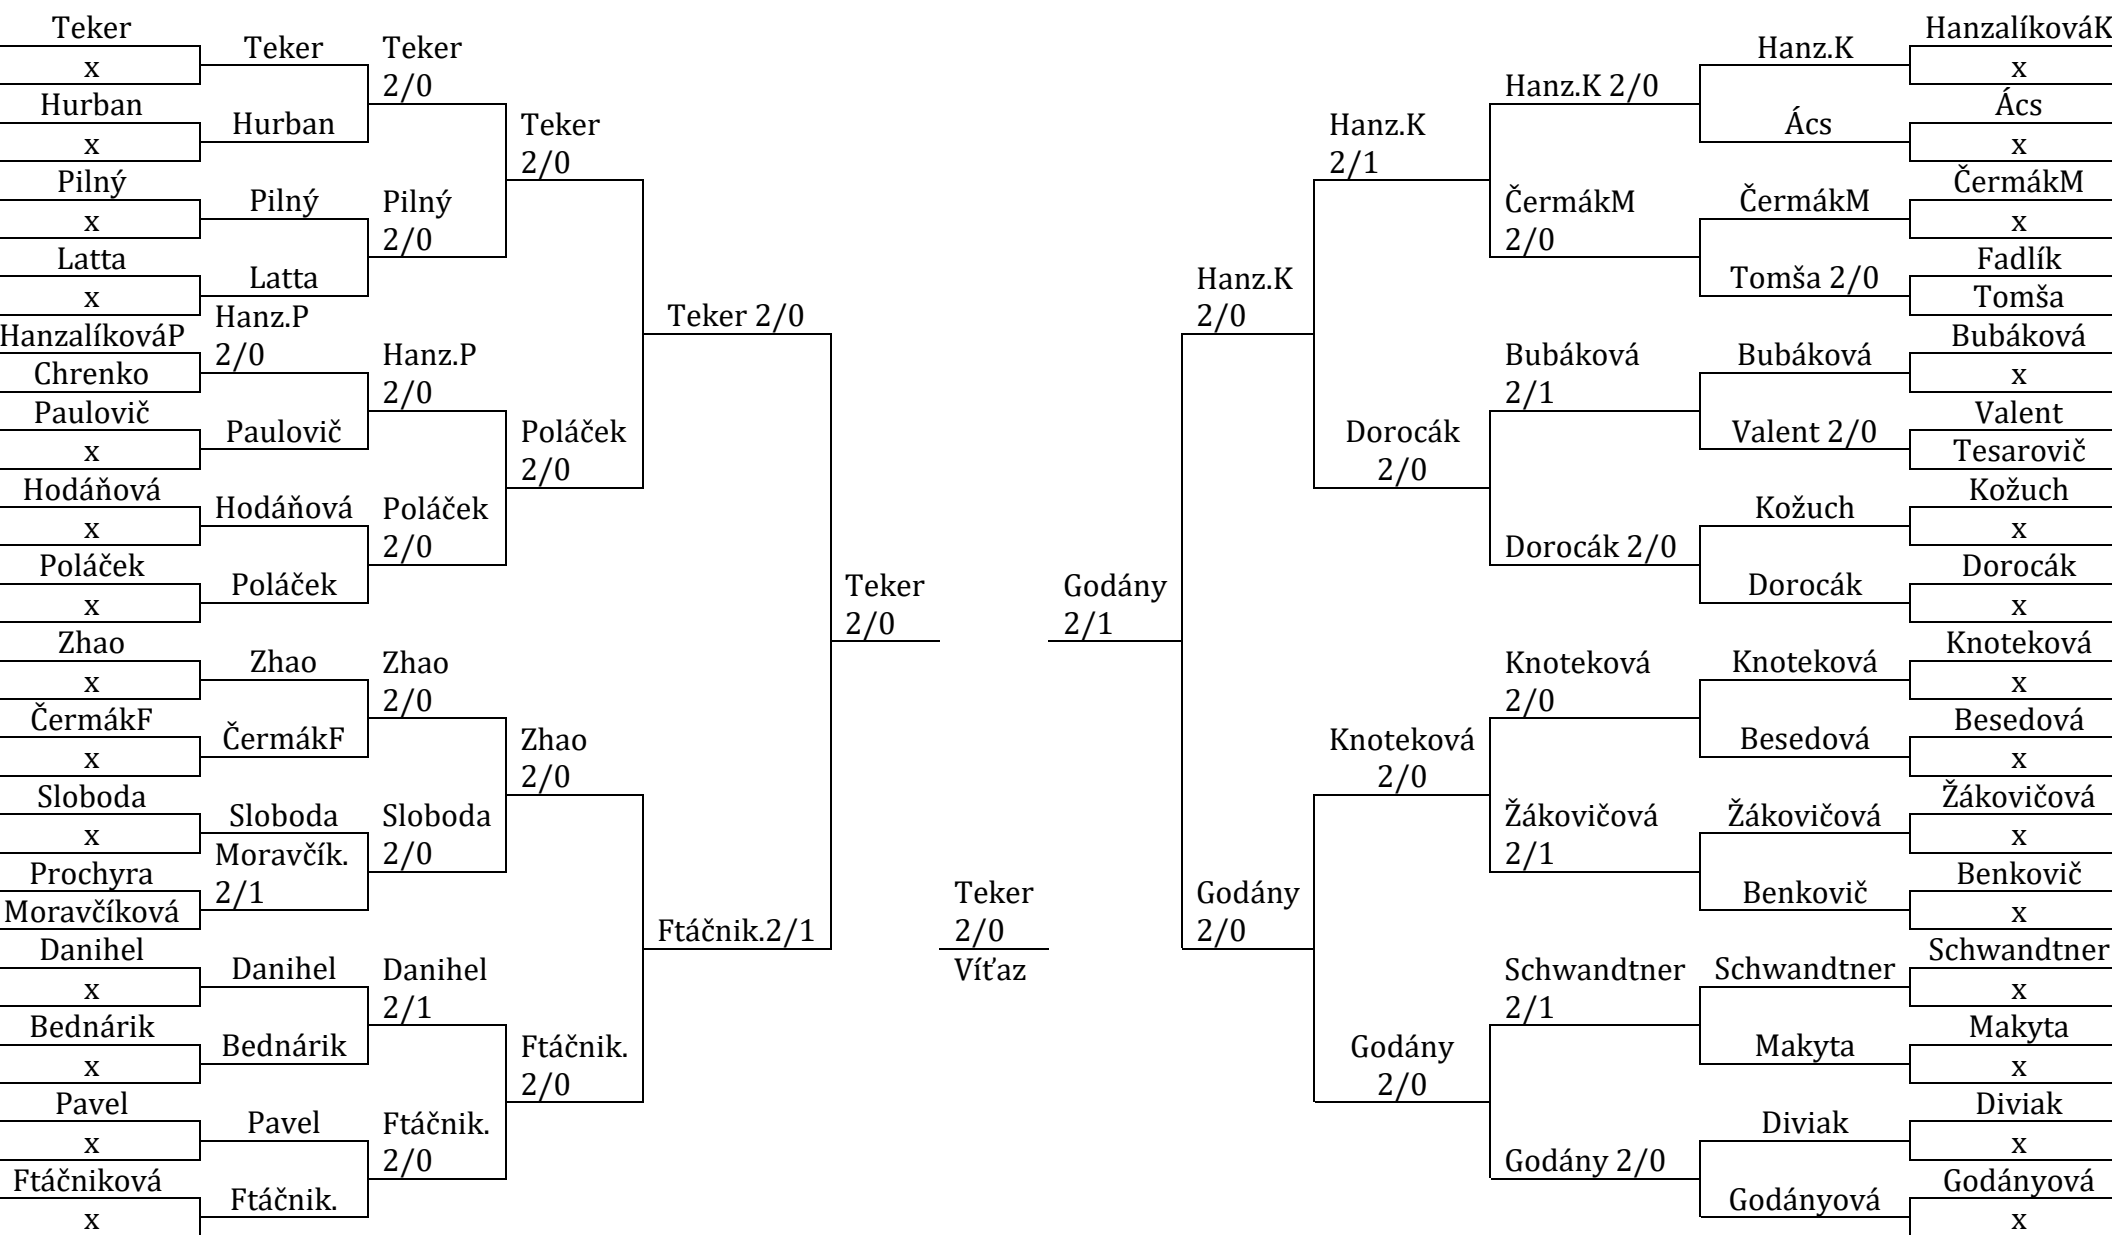 Teker
x
Hurban
x
Pilný
x
Latta
x
HanzalíkováP
Chrenko
Paulovič
x
Hodáňová
x
Poláček
x
Zhao
x
ČermákF
x
Sloboda
x
Prochyra
Moravčíková
Danihel
x
Bednárik
x
Pavel
x
Ftáčniková
x
Teker
Hurban
Pilný
Latta
Hanz.P
2/0
Paulovič
Hodáňová
Poláček
Zhao
ČermákF
Sloboda
Moravčík.
2/1
Danihel
Bednárik
Pavel
Ftáčnik.
Teker
2/0
Pilný
2/0
Hanz.P
2/0
Poláček
2/0
Zhao
2/0
Sloboda
2/0
Danihel
2/1
Ftáčnik.
2/0
Teker
2/0
Poláček
2/0
Zhao
2/0
Ftáčnik.
2/0
Teker 2/0
Ftáčnik.2/1
Teker
2/0
Teker
2/0
Víťaz
Godány
2/1
Hanz.K
2/0
Godány
2/0
Hanz.K
2/1
Dorocák
2/0
Knoteková
2/0
Godány
2/0
Hanz.K 2/0
ČermákM
2/0
Bubáková
2/1
Dorocák 2/0
Knoteková
2/0
Žákovičová
2/1
Schwandtner
2/1
Godány 2/0
Hanz.K
Ács
ČermákM
Tomša 2/0
Bubáková
Valent 2/0
Kožuch
Dorocák
Knoteková
Besedová
Žákovičová
Benkovič
Schwandtner
Makyta
Diviak
Godányová
HanzalíkováK
x
Ács
x
ČermákM
x
Fadlík
Tomša
Bubáková
x
Valent
Tesarovič
Kožuch
x
Dorocák
x
Knoteková
x
Besedová
x
Žákovičová
x
Benkovič
x
Schwandtner
x
Makyta
x
Diviak
x
Godányová
x